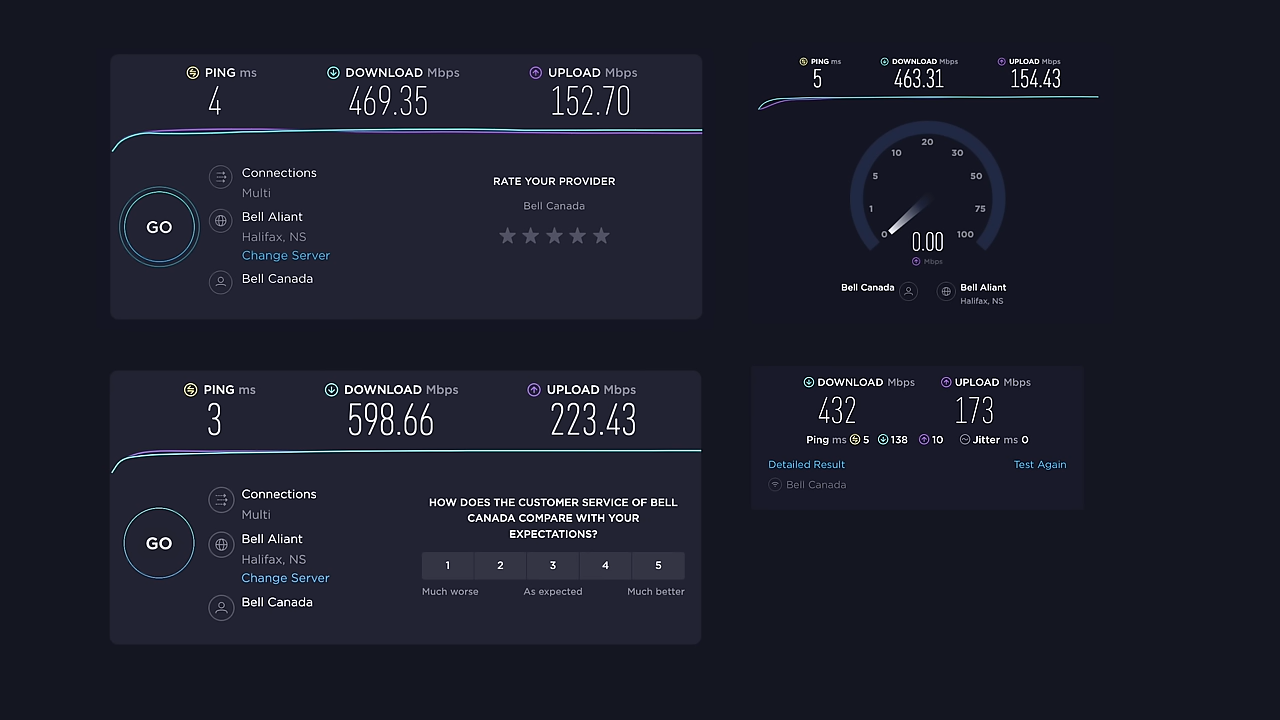 PING ms DOWNLOAD Mbps UPLOAD Mbps
4 469.35 152.70
Connections
Multi
GO
Bell Aliant
Halifax, NS
Change Server
Bell Canada
RATE YOUR PROVIDER
Bell Canada
PING ms DOWNLOAD Mbps UPLOAD Mbps
5 463.31 154.43
0 1 5 10 20 30 50 75 100
0.00
Mbps
Bell Canada
Bell Aliant
Halifax, NS
PING ms DOWNLOAD Mbps UPLOAD Mbps
3 598.66 223.43
Connections
Multi
GO
Bell Aliant
Halifax, NS
Change Server
Bell Canada
HOW DOES THE CUSTOMER SERVICE OF BELL
CANADA COMPARE WITH YOUR
EXPECTATIONS?
1 2 3 4 5
Much worse As expected Much better
DOWNLOAD Mbps UPLOAD Mbps
432 173
Ping ms 5 138 10 Jitter ms 0
Detailed Result Test Again
Bell Canada